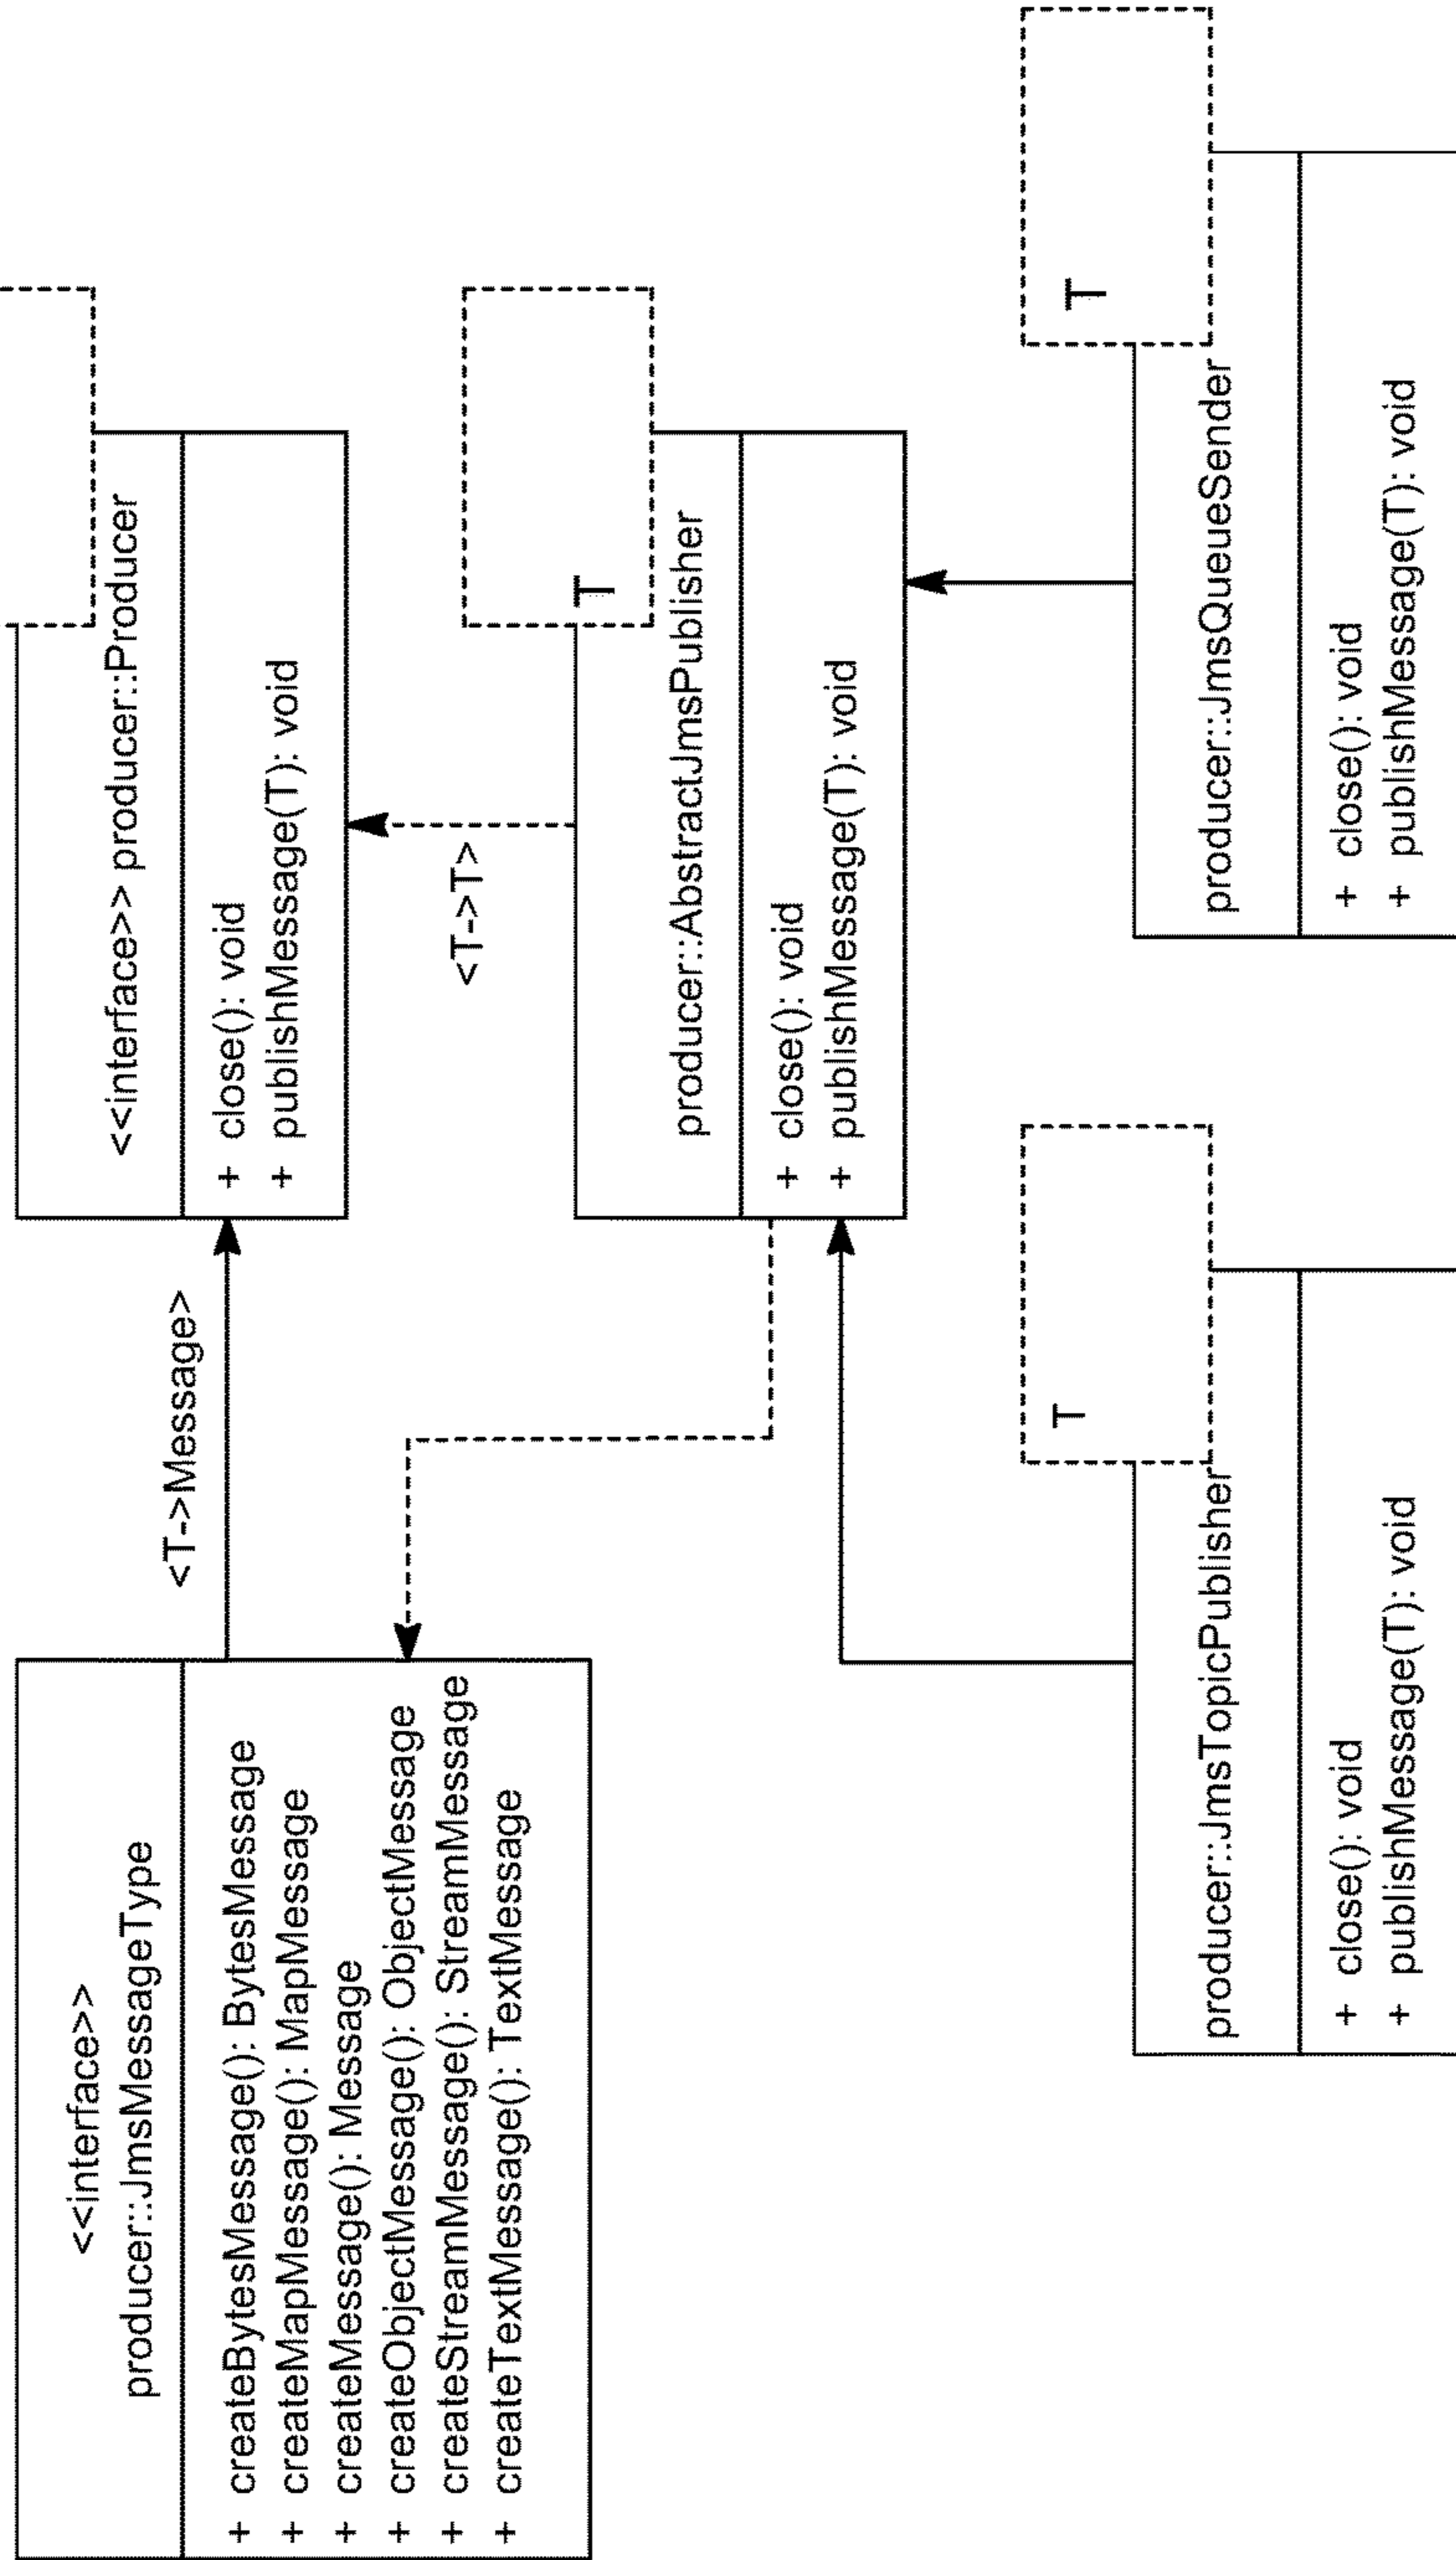 <<interface>>
producer::JmsMessageType
+ createBytesMessage(): BytesMessage
+ createMapMessage(): MapMessage
+ createMessage(): Message
+ createObjectMessage(): ObjectMessage
+ createStreamMessage(): StreamMessage
+ createTextMessage(): TextMessage
<T->Message>
<<interface>> producer::Producer
+ close(): void
+ publishMessage(T): void
<T->T>
T
producer::AbstractJmsPublisher
+ close(): void
+ publishMessage(T): void
T
producer::JmsTopicPublisher
+ close(): void
+ publishMessage(T): void
T
producer::JmsQueueSender
+ close(): void
+ publishMessage(T): void